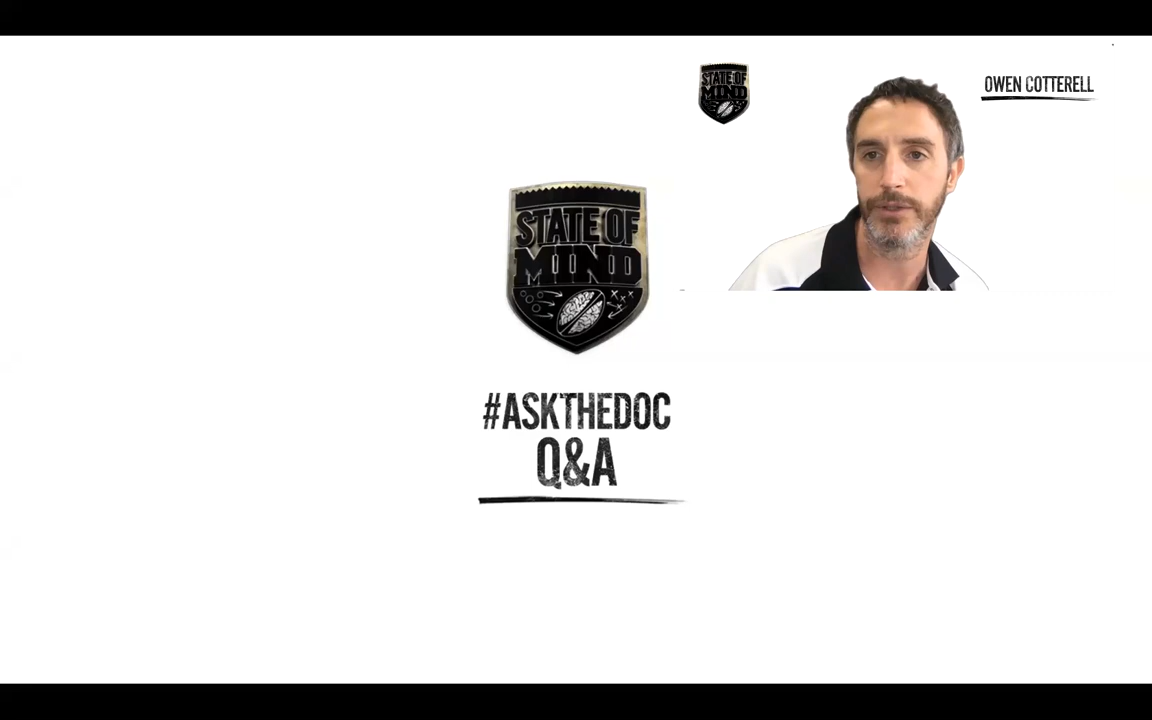 STATE OF
MIND
OWEN COTTERELL
STATE OF
MIND
#ASKTHEDOC
Q&A